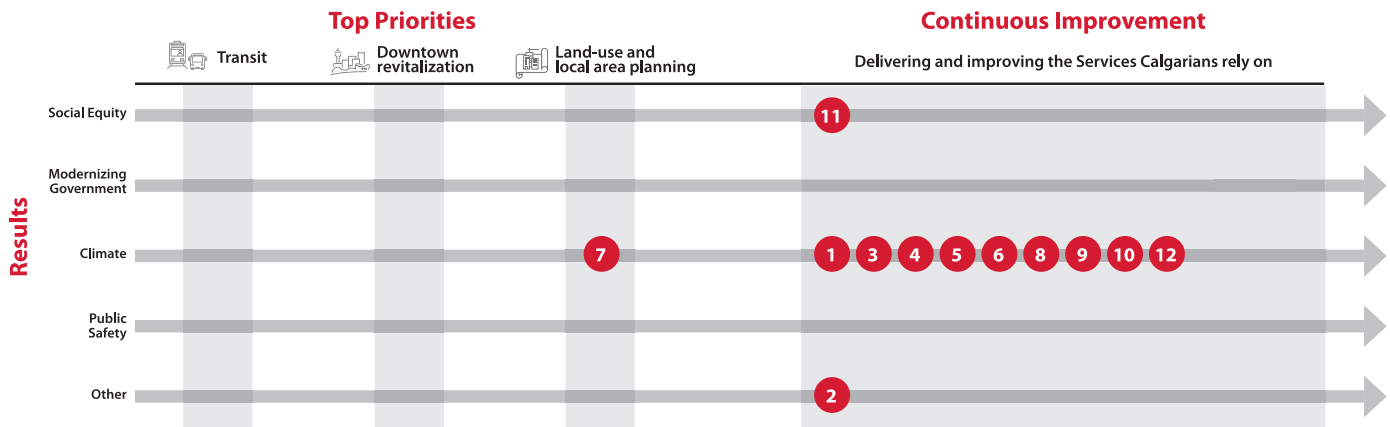 Top Priorities
Continuous Improvement
Transit
Downtown
revitalization
Land-use and
local area planning
Delivering and improving the Services Calgarians rely on
Results
Social Equity
11
Modernizing
Government
Climate
7
1 3 4 5 6 8 9 10 12
Public
Safety
Other
2